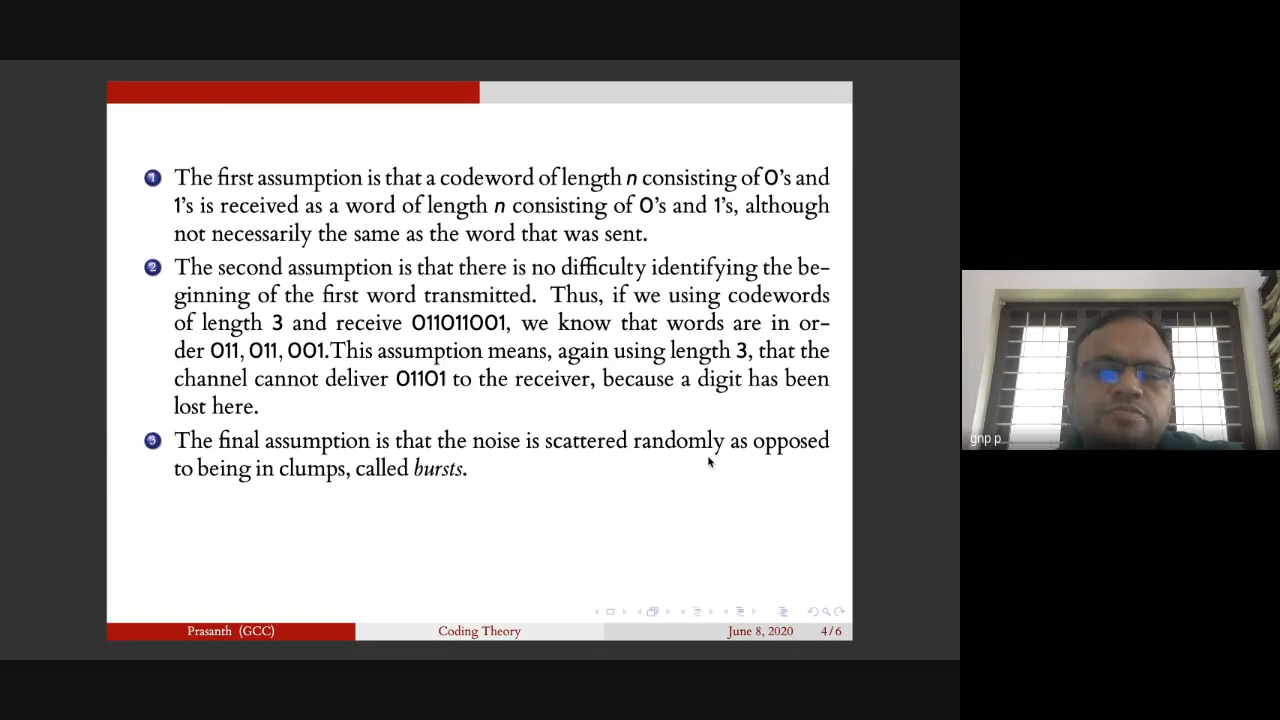 1 The first assumption is that a codeword of length n consisting of 0's and
1's is received as a word of length n consisting of 0's and 1's, although
not necessarily the same as the word that was sent.
2 The second assumption is that there is no difficulty identifying the be-
ginning of the first word transmitted. Thus, if we using codewords
of length 3 and receive 011011001, we know that words are in or-
der 011, 011, 001.This assumption means, again using length 3, that the
channel cannot deliver 01101 to the receiver, because a digit has been
lost here.
3 The final assumption is that the noise is scattered randomly as opposed
to being in clumps, called bursts.
Prasanth (GCC) Coding Theory June 8, 2020 4/6
gnp p